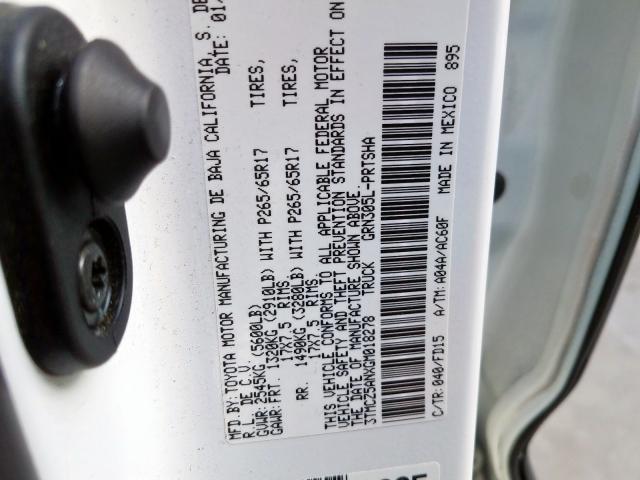 MFD.BY: TOYOTA MOTOR MANUFACTURING DE BAJA CALIFORNIA, S. DE
R.L. DE C.V. DATE: 01/
GVWR: 2545KG (5600LB)
GAWR: FRT. 1320KG (2910LB) WITH P265/65R17 TIRES,
17X7.5 RIMS,
RR. 1490KG (3280LB) WITH P265/65R17 TIRES,
17X7.5 RIMS.
THIS VEHICLE CONFORMS TO ALL APPLICABLE FEDERAL MOTOR
VEHICLE SAFETY AND THEFT PREVENTION STANDARDS IN EFFECT ON
THE DATE OF MANUFACTURE SHOWN ABOVE.
3TMCZ5ANXGM018278 TRUCK GRN305L-PRTSHA
C/TR: 040/FD15 A/TM: A04A/AC60F MADE IN MEXICO 895